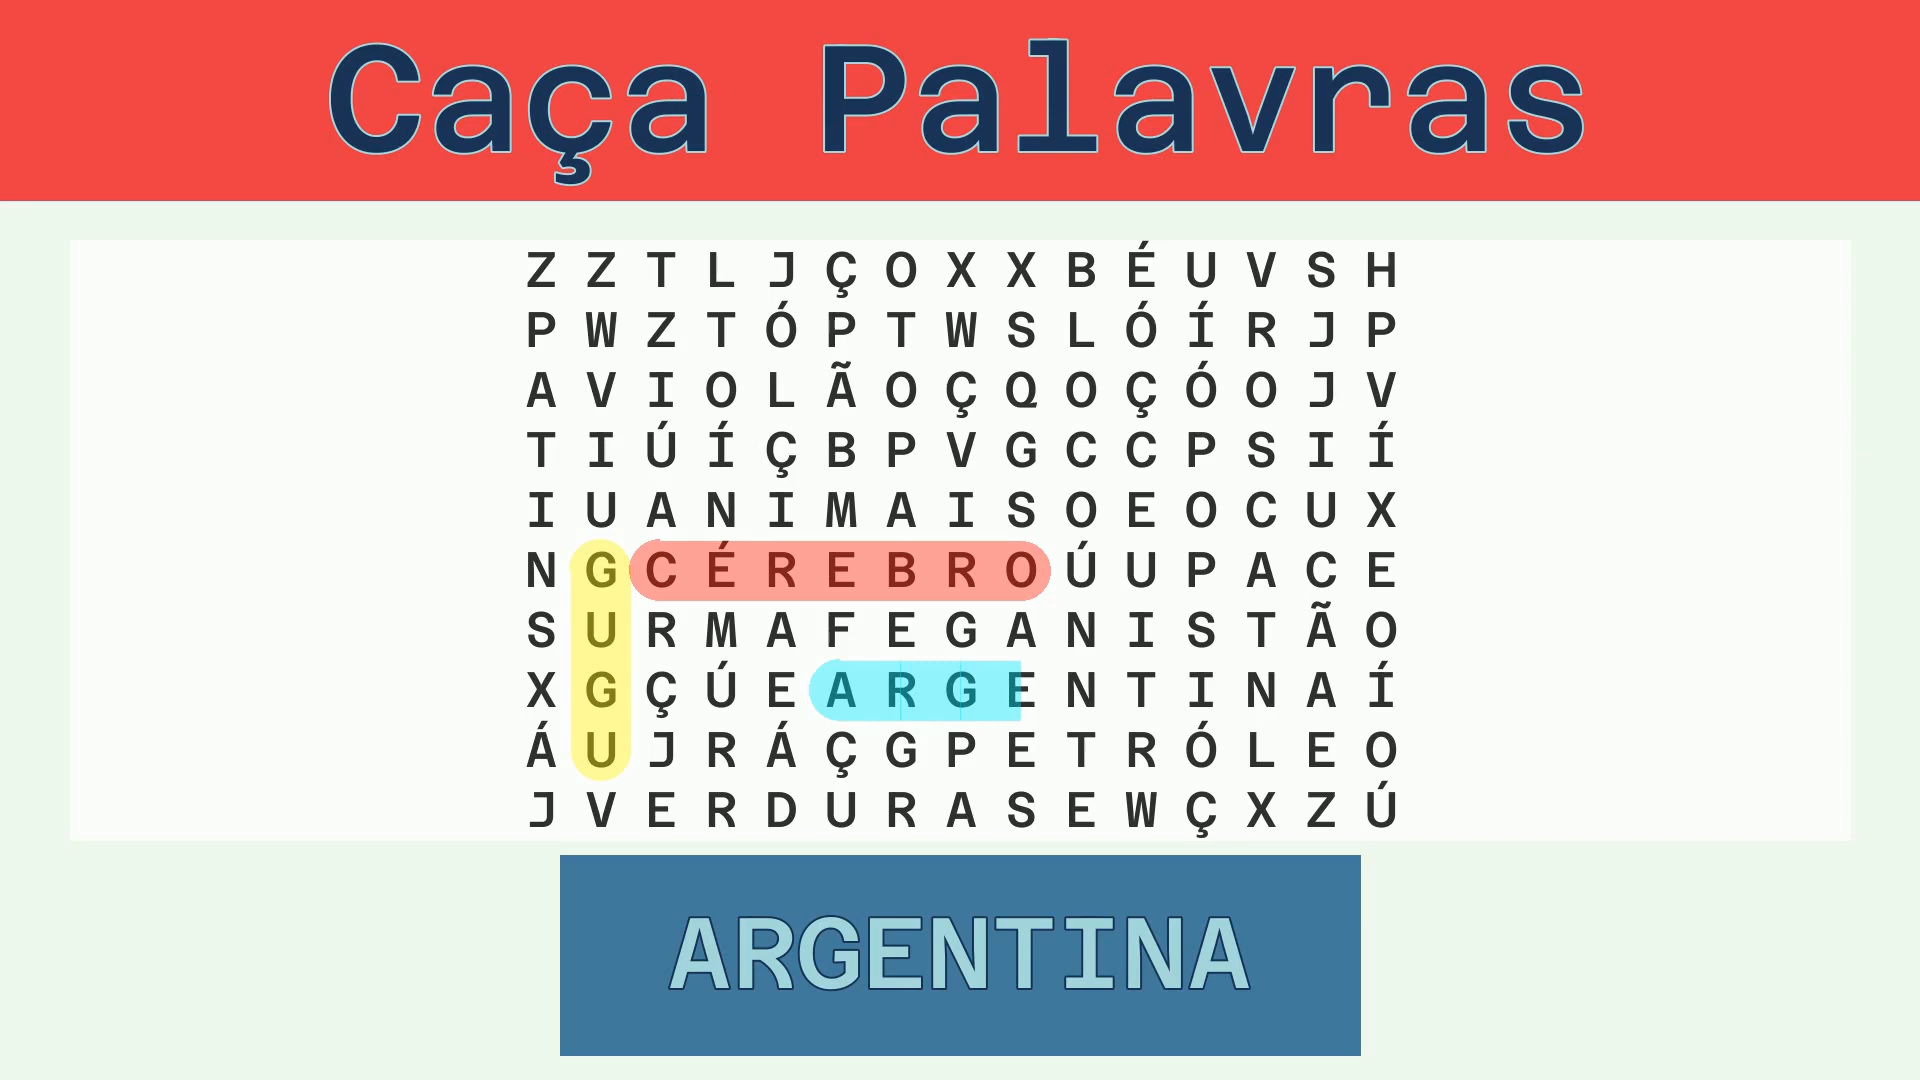 Caça Palavras
Z Z T L J Ç O X X B É U V S H
P W Z T Ó P T W S L Ó Í R J P
A V I O L Ã O Ç Q O Ç Ó O J V
T I Ú Í Ç B P V G C C P S I Í
I U A N I M A I S O E O C U X
N G C É R E B R O Ú U P A C E
S U R M A F E G A N I S T Ã O
X G Ç Ú E A R G E N T I N A Í
Á U J R Á Ç G P E T R Ó L E O
J V E R D U R A S E W Ç X Z Ú
ARGENTINA